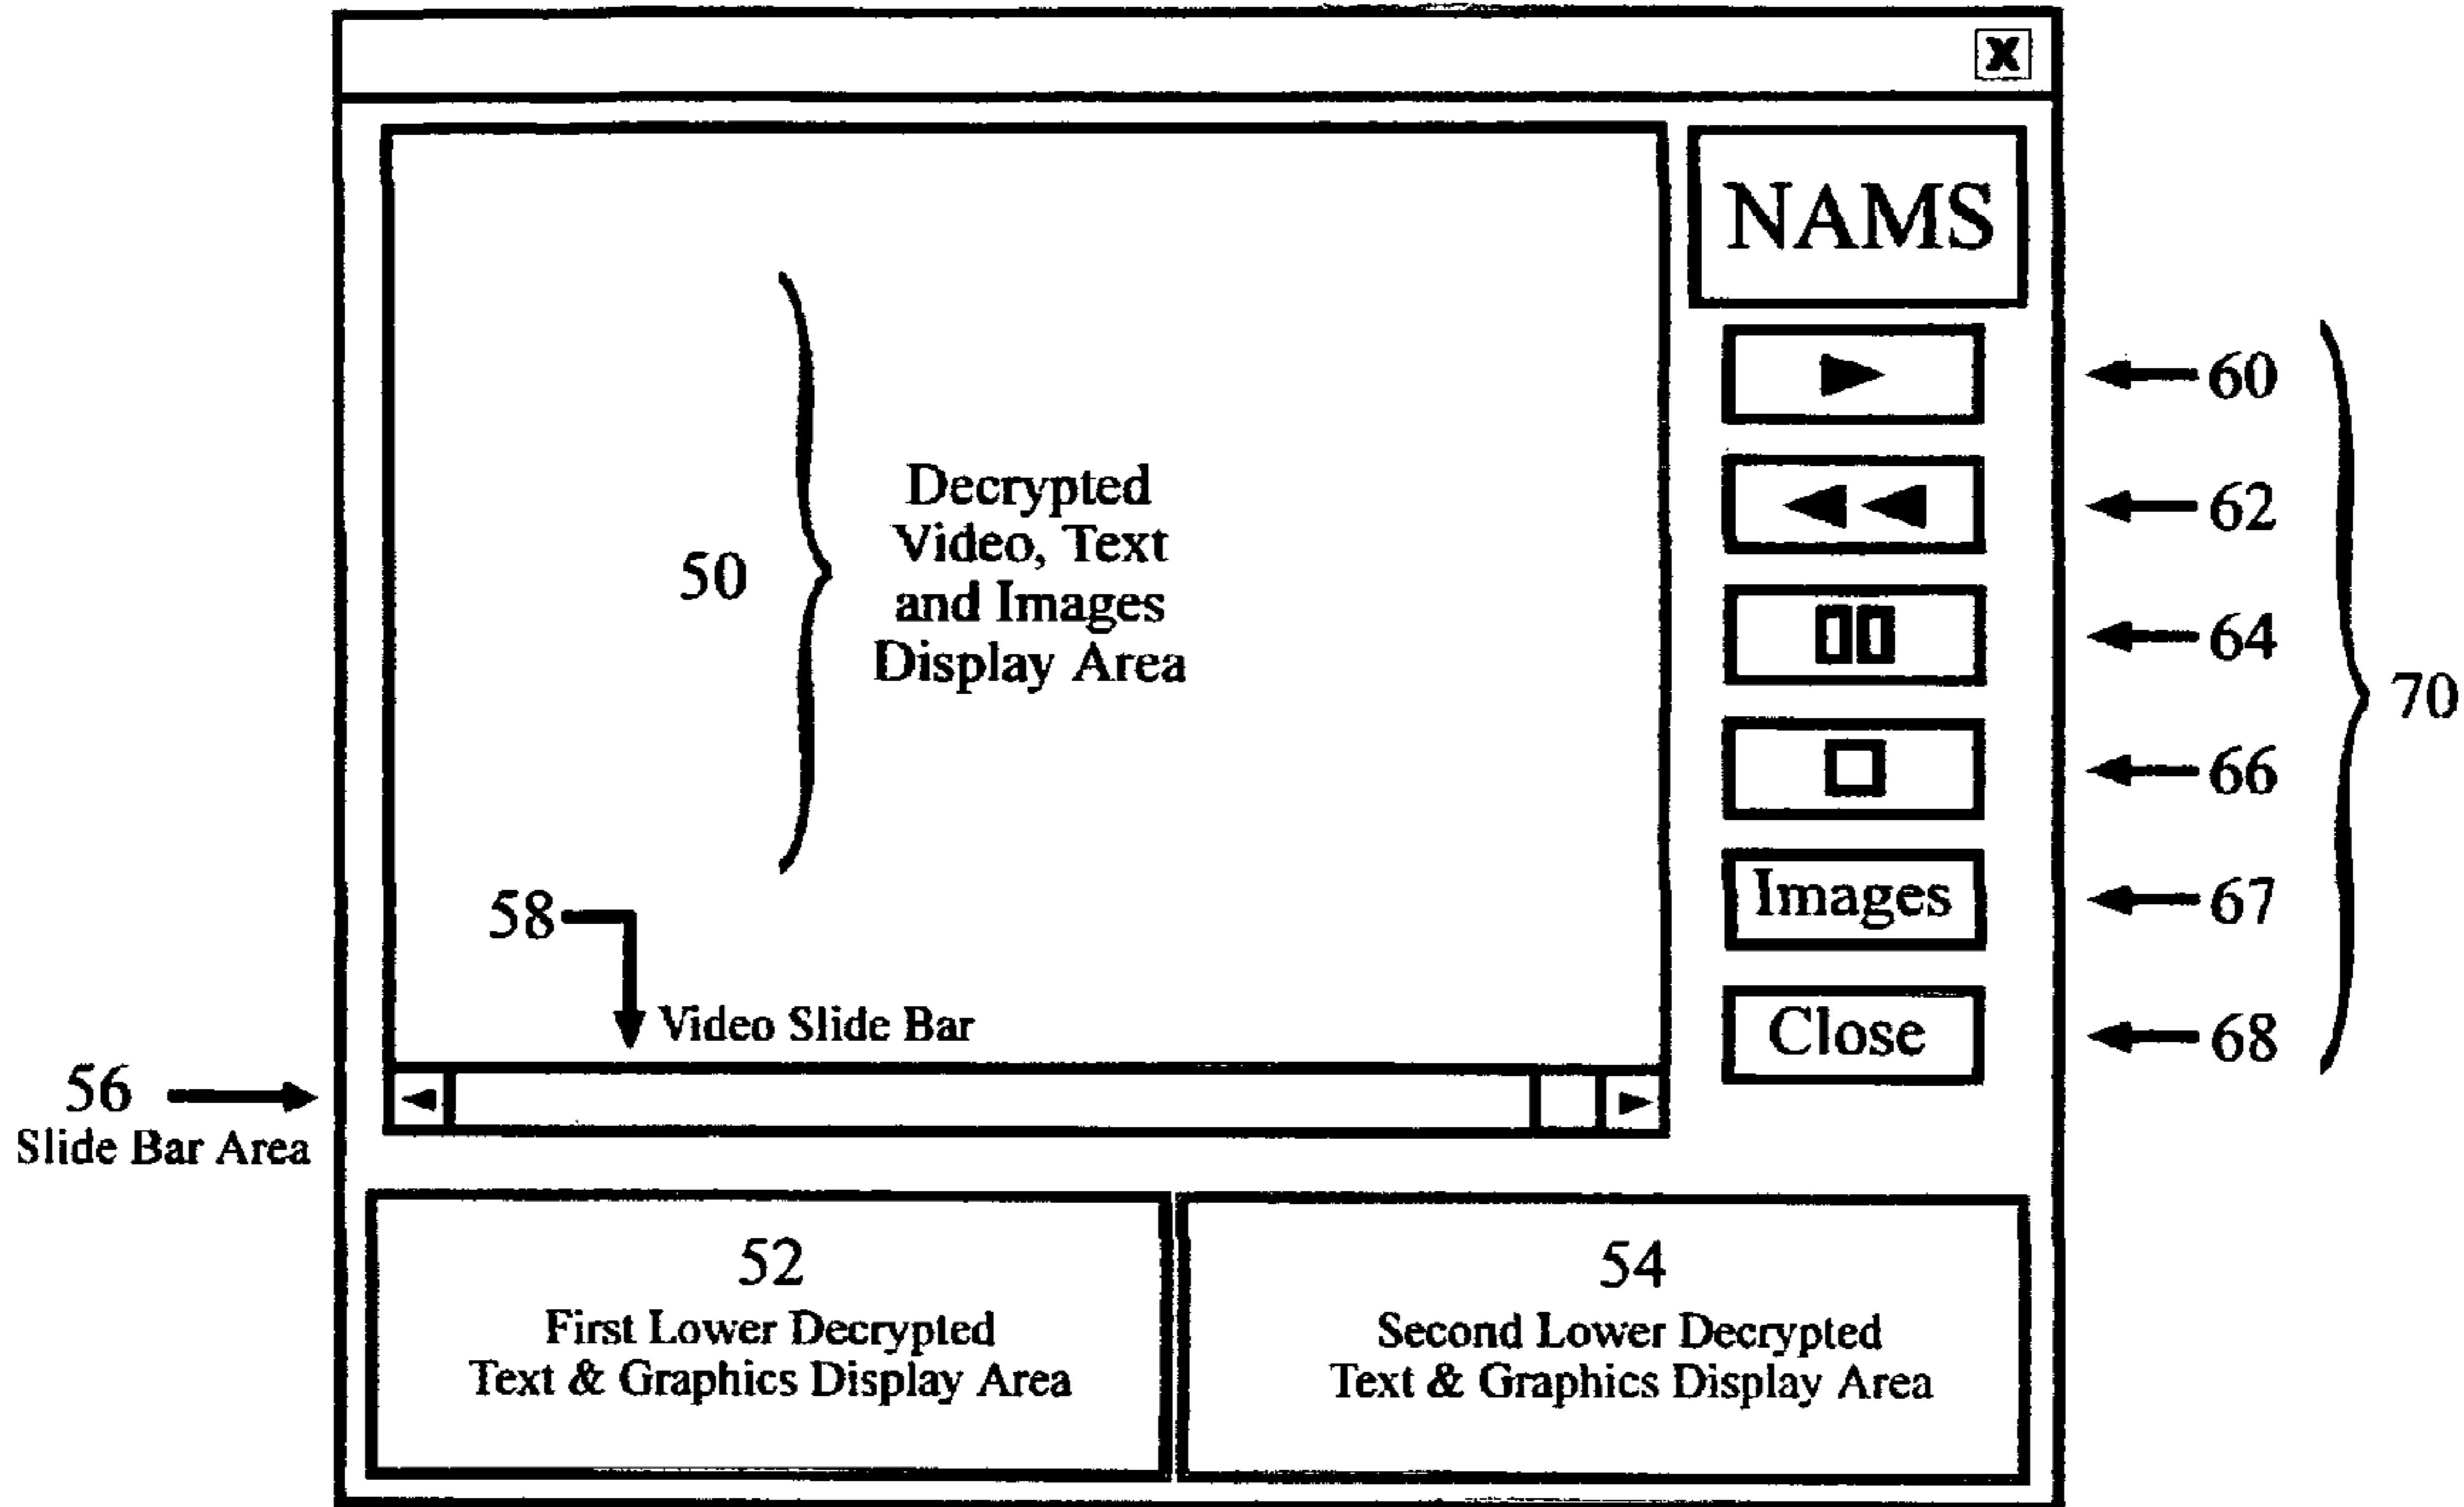 X
NAMS
50
Decrypted
Video, Text
and Images
Display Area
60
62
64
66
Images
67
Close
68
70
58
Video Slide Bar
56
Slide Bar Area
52
First Lower Decrypted
Text & Graphics Display Area
54
Second Lower Decrypted
Text & Graphics Display Area